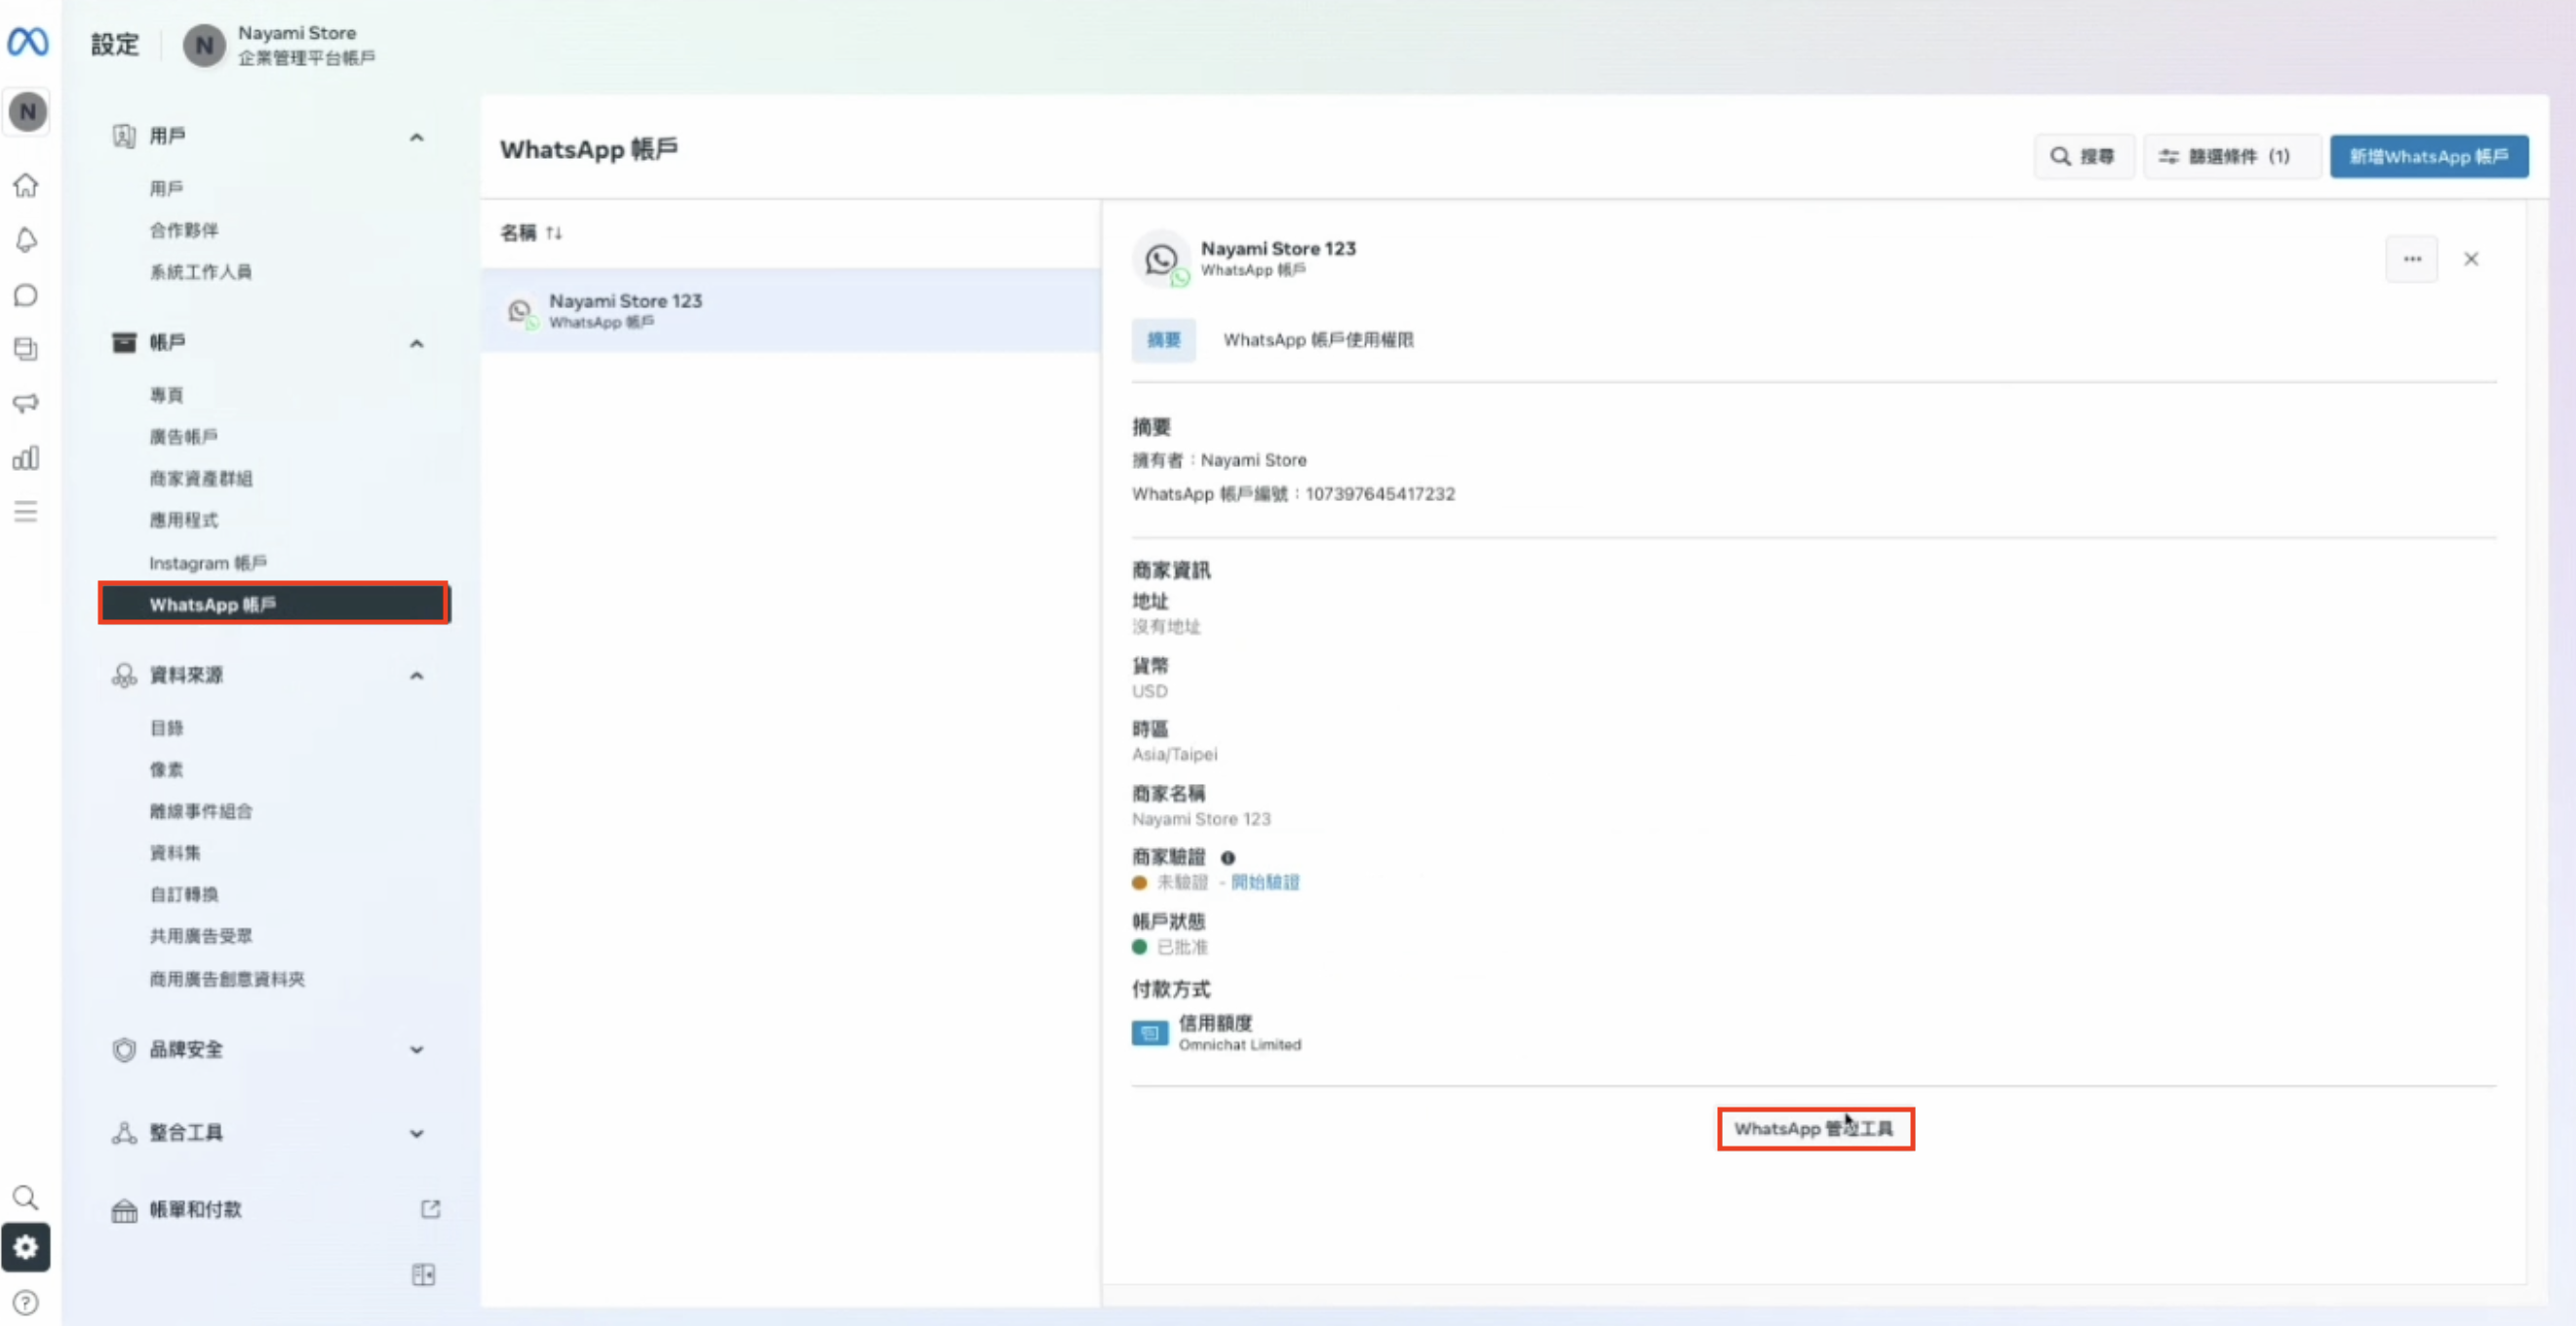 設定
N
Nayami Store
企業管理平台帳戶
N
用戶
用戶
合作夥伴
系統工作人員
帳戶
專頁
廣告帳戶
商家資產群組
應用程式
Instagram 帳戶
WhatsApp 帳戶
資料來源
目錄
像素
離線事件組合
資料集
自訂轉換
共用廣告受眾
商用廣告創意資料夾
品牌安全
整合工具
帳單和付款
WhatsApp 帳戶
搜尋
篩選條件 (1)
新增WhatsApp 帳戶
名稱 ↑↓
Nayami Store 123
WhatsApp 帳戶
Nayami Store 123
WhatsApp 帳戶
摘要
WhatsApp 帳戶使用權限
摘要
擁有者：Nayami Store
WhatsApp 帳戶編號：107397645417232
商家資訊
地址
沒有地址
貨幣
USD
時區
Asia/Taipei
商家名稱
Nayami Store 123
商家驗證
未驗證 - 開始驗證
帳戶狀態
已批准
付款方式
信用額度
Omnichat Limited
WhatsApp 管理工具